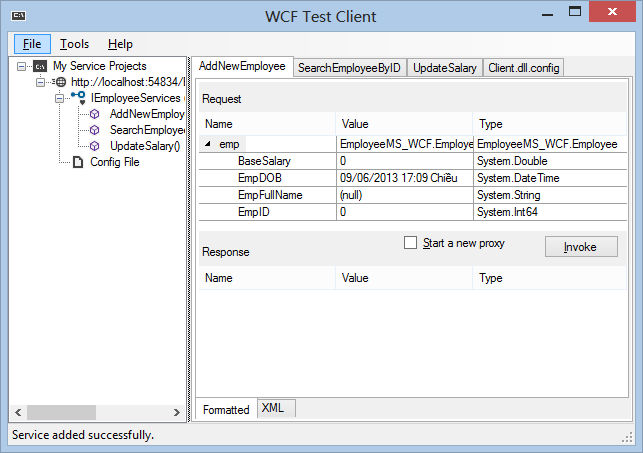 WCF Test Client
File Tools Help
My Service Projects
http://localhost:54834/
IEmployeeServices
AddNewEmploy
SearchEmployee
UpdateSalary()
Config File
AddNewEmployee SearchEmployeeByID UpdateSalary Client.dll.config
Request
Name Value Type
emp EmployeeMS_WCF.Employee EmployeeMS_WCF.Employee
BaseSalary 0 System.Double
EmpDOB 09/06/2013 17:09 Chiều System.DateTime
EmpFullName (null) System.String
EmpID 0 System.Int64
Start a new proxy Invoke
Response
Name Value Type
Formatted XML
Service added successfully.